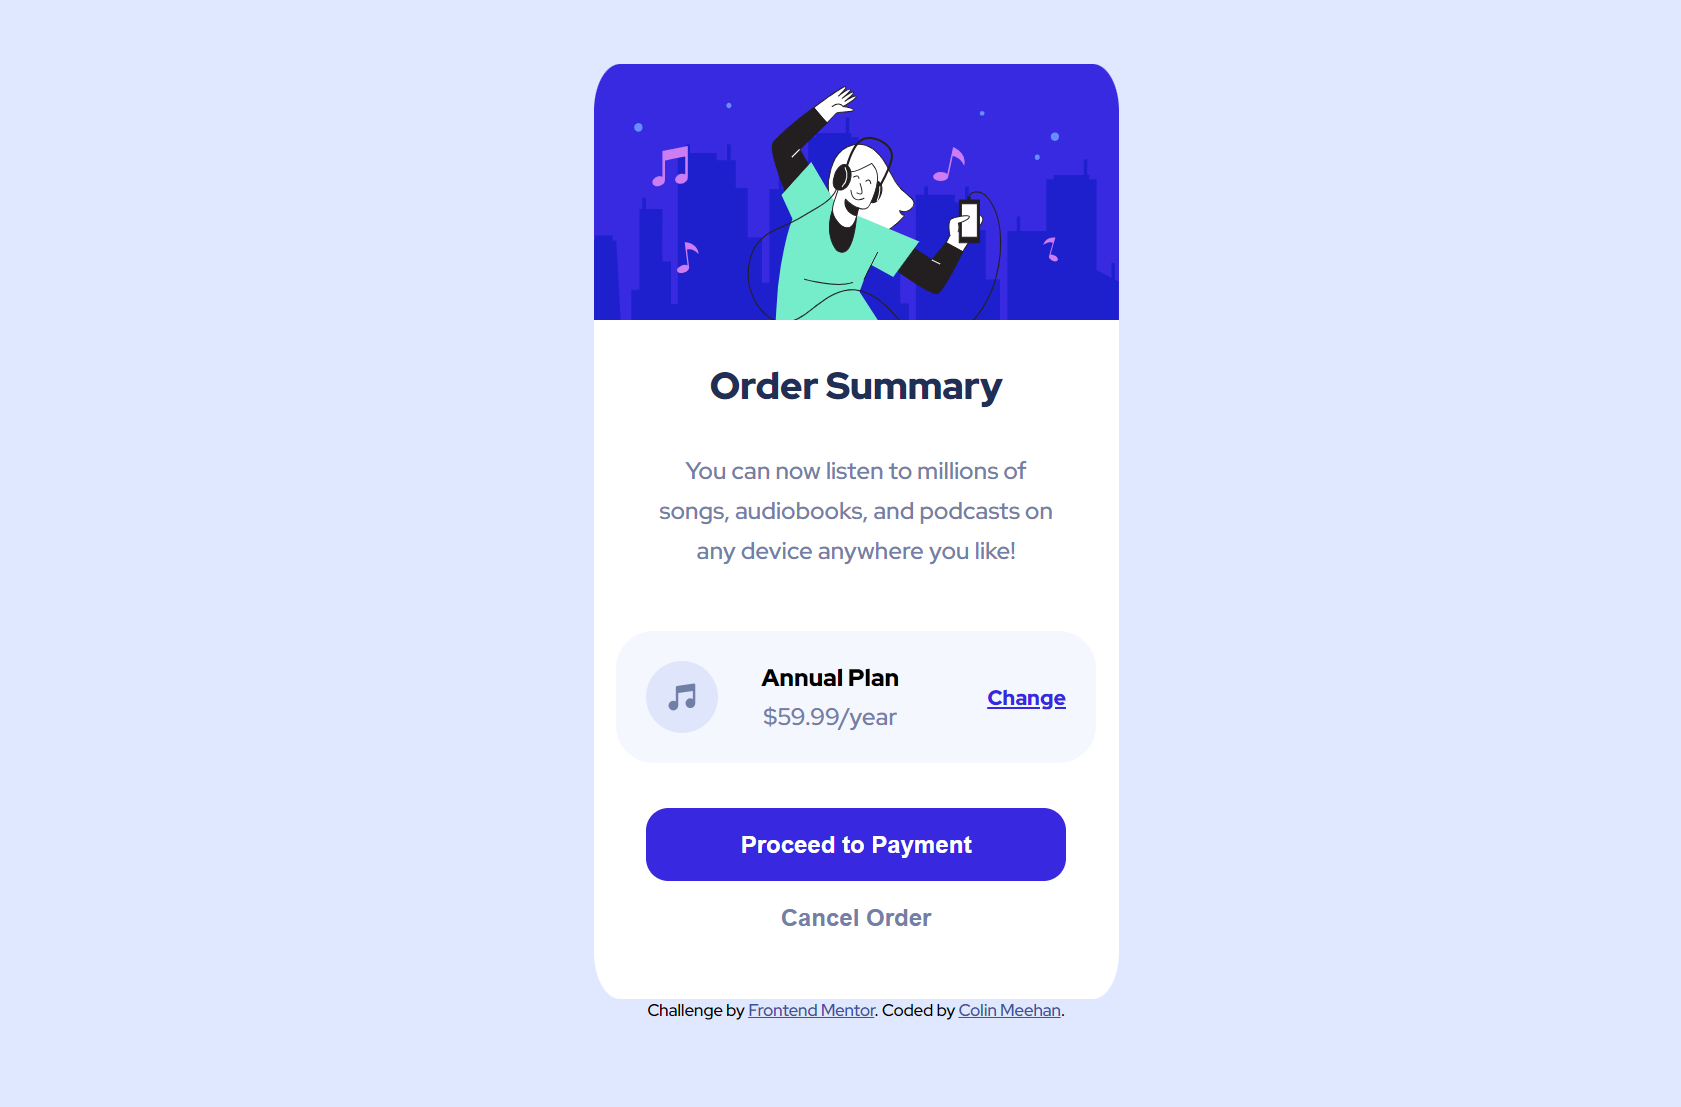 Order Summary
You can now listen to millions of
songs, audiobooks, and podcasts on
any device anywhere you like!
Annual Plan
$59.99/year
Change
Proceed to Payment
Cancel Order
Challenge by Frontend Mentor. Coded by Colin Meehan.